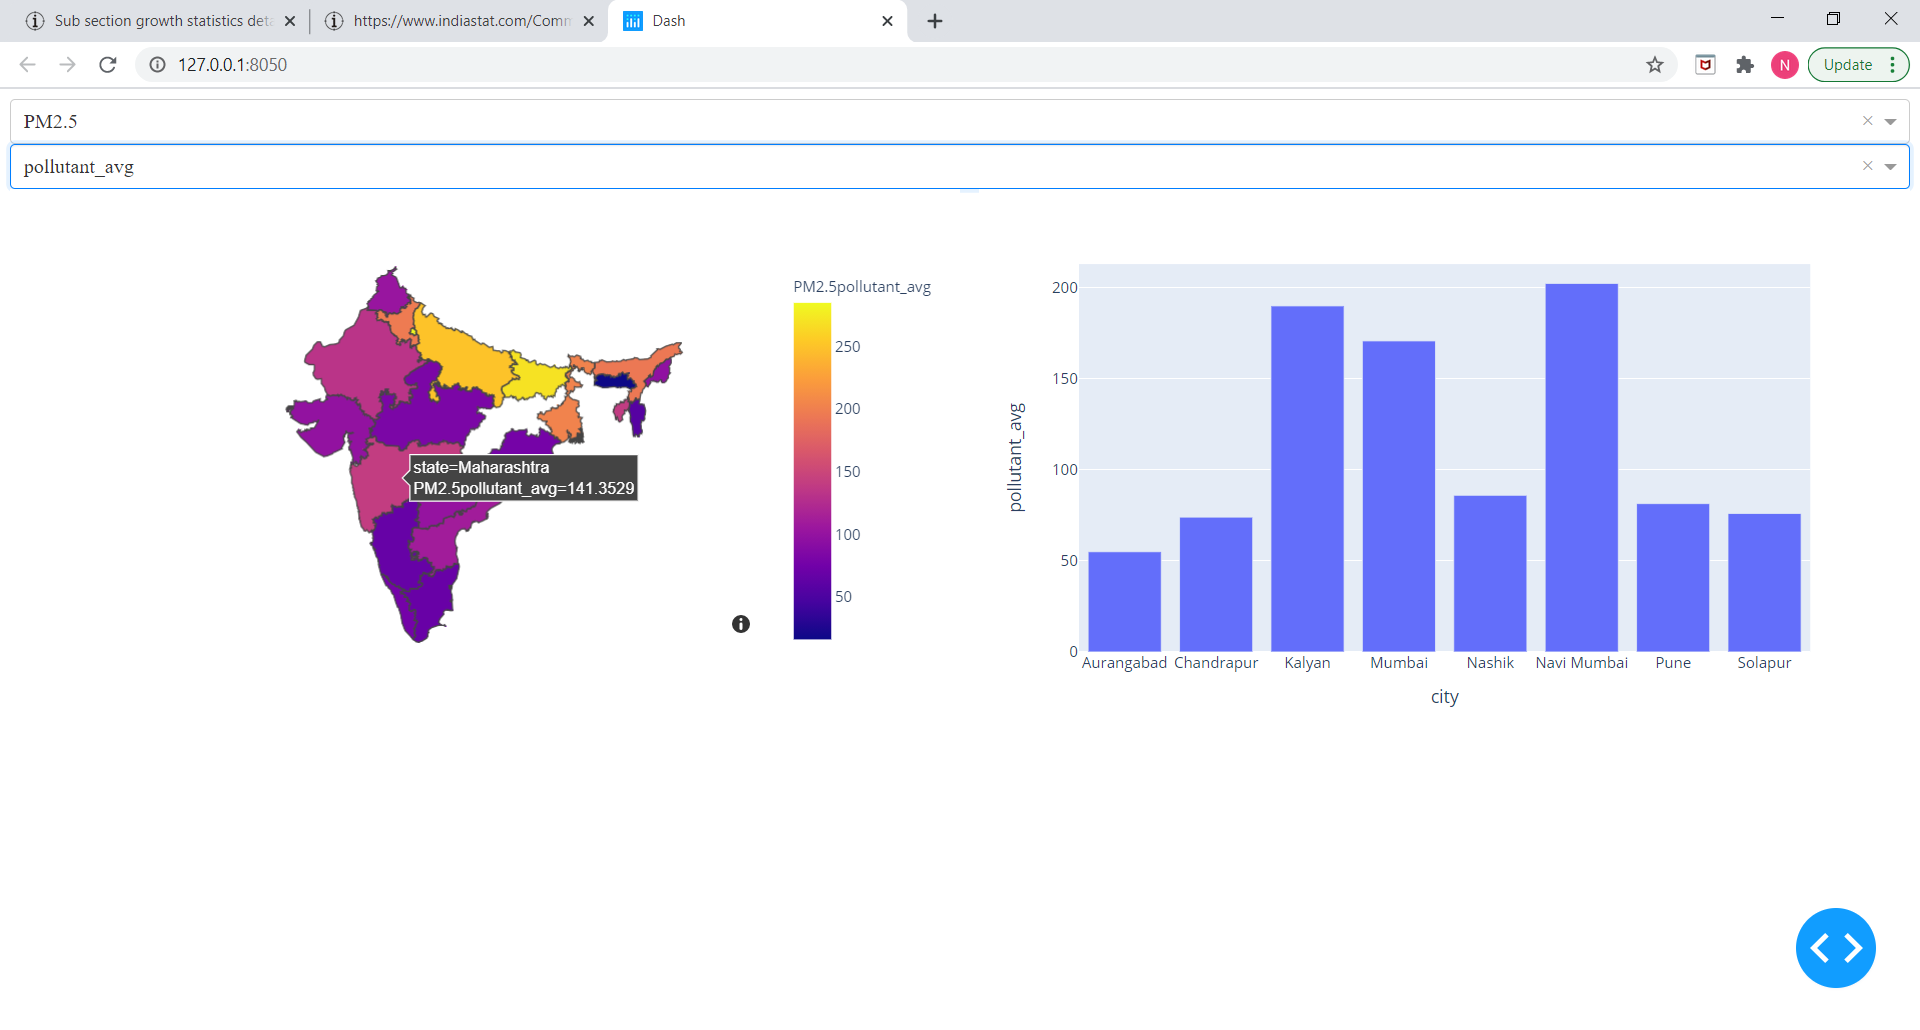 Sub section growth statistics deta
https://www.indiastat.com/Comm
Dash
127.0.0.1:8050
N
Update
PM2.5
pollutant_avg
PM2.5pollutant_avg
250
200
150
100
50
state=Maharashtra
PM2.5pollutant_avg=141.3529
pollutant_avg
200
150
100
50
0
Aurangabad Chandrapur Kalyan Mumbai Nashik Navi Mumbai Pune Solapur
city